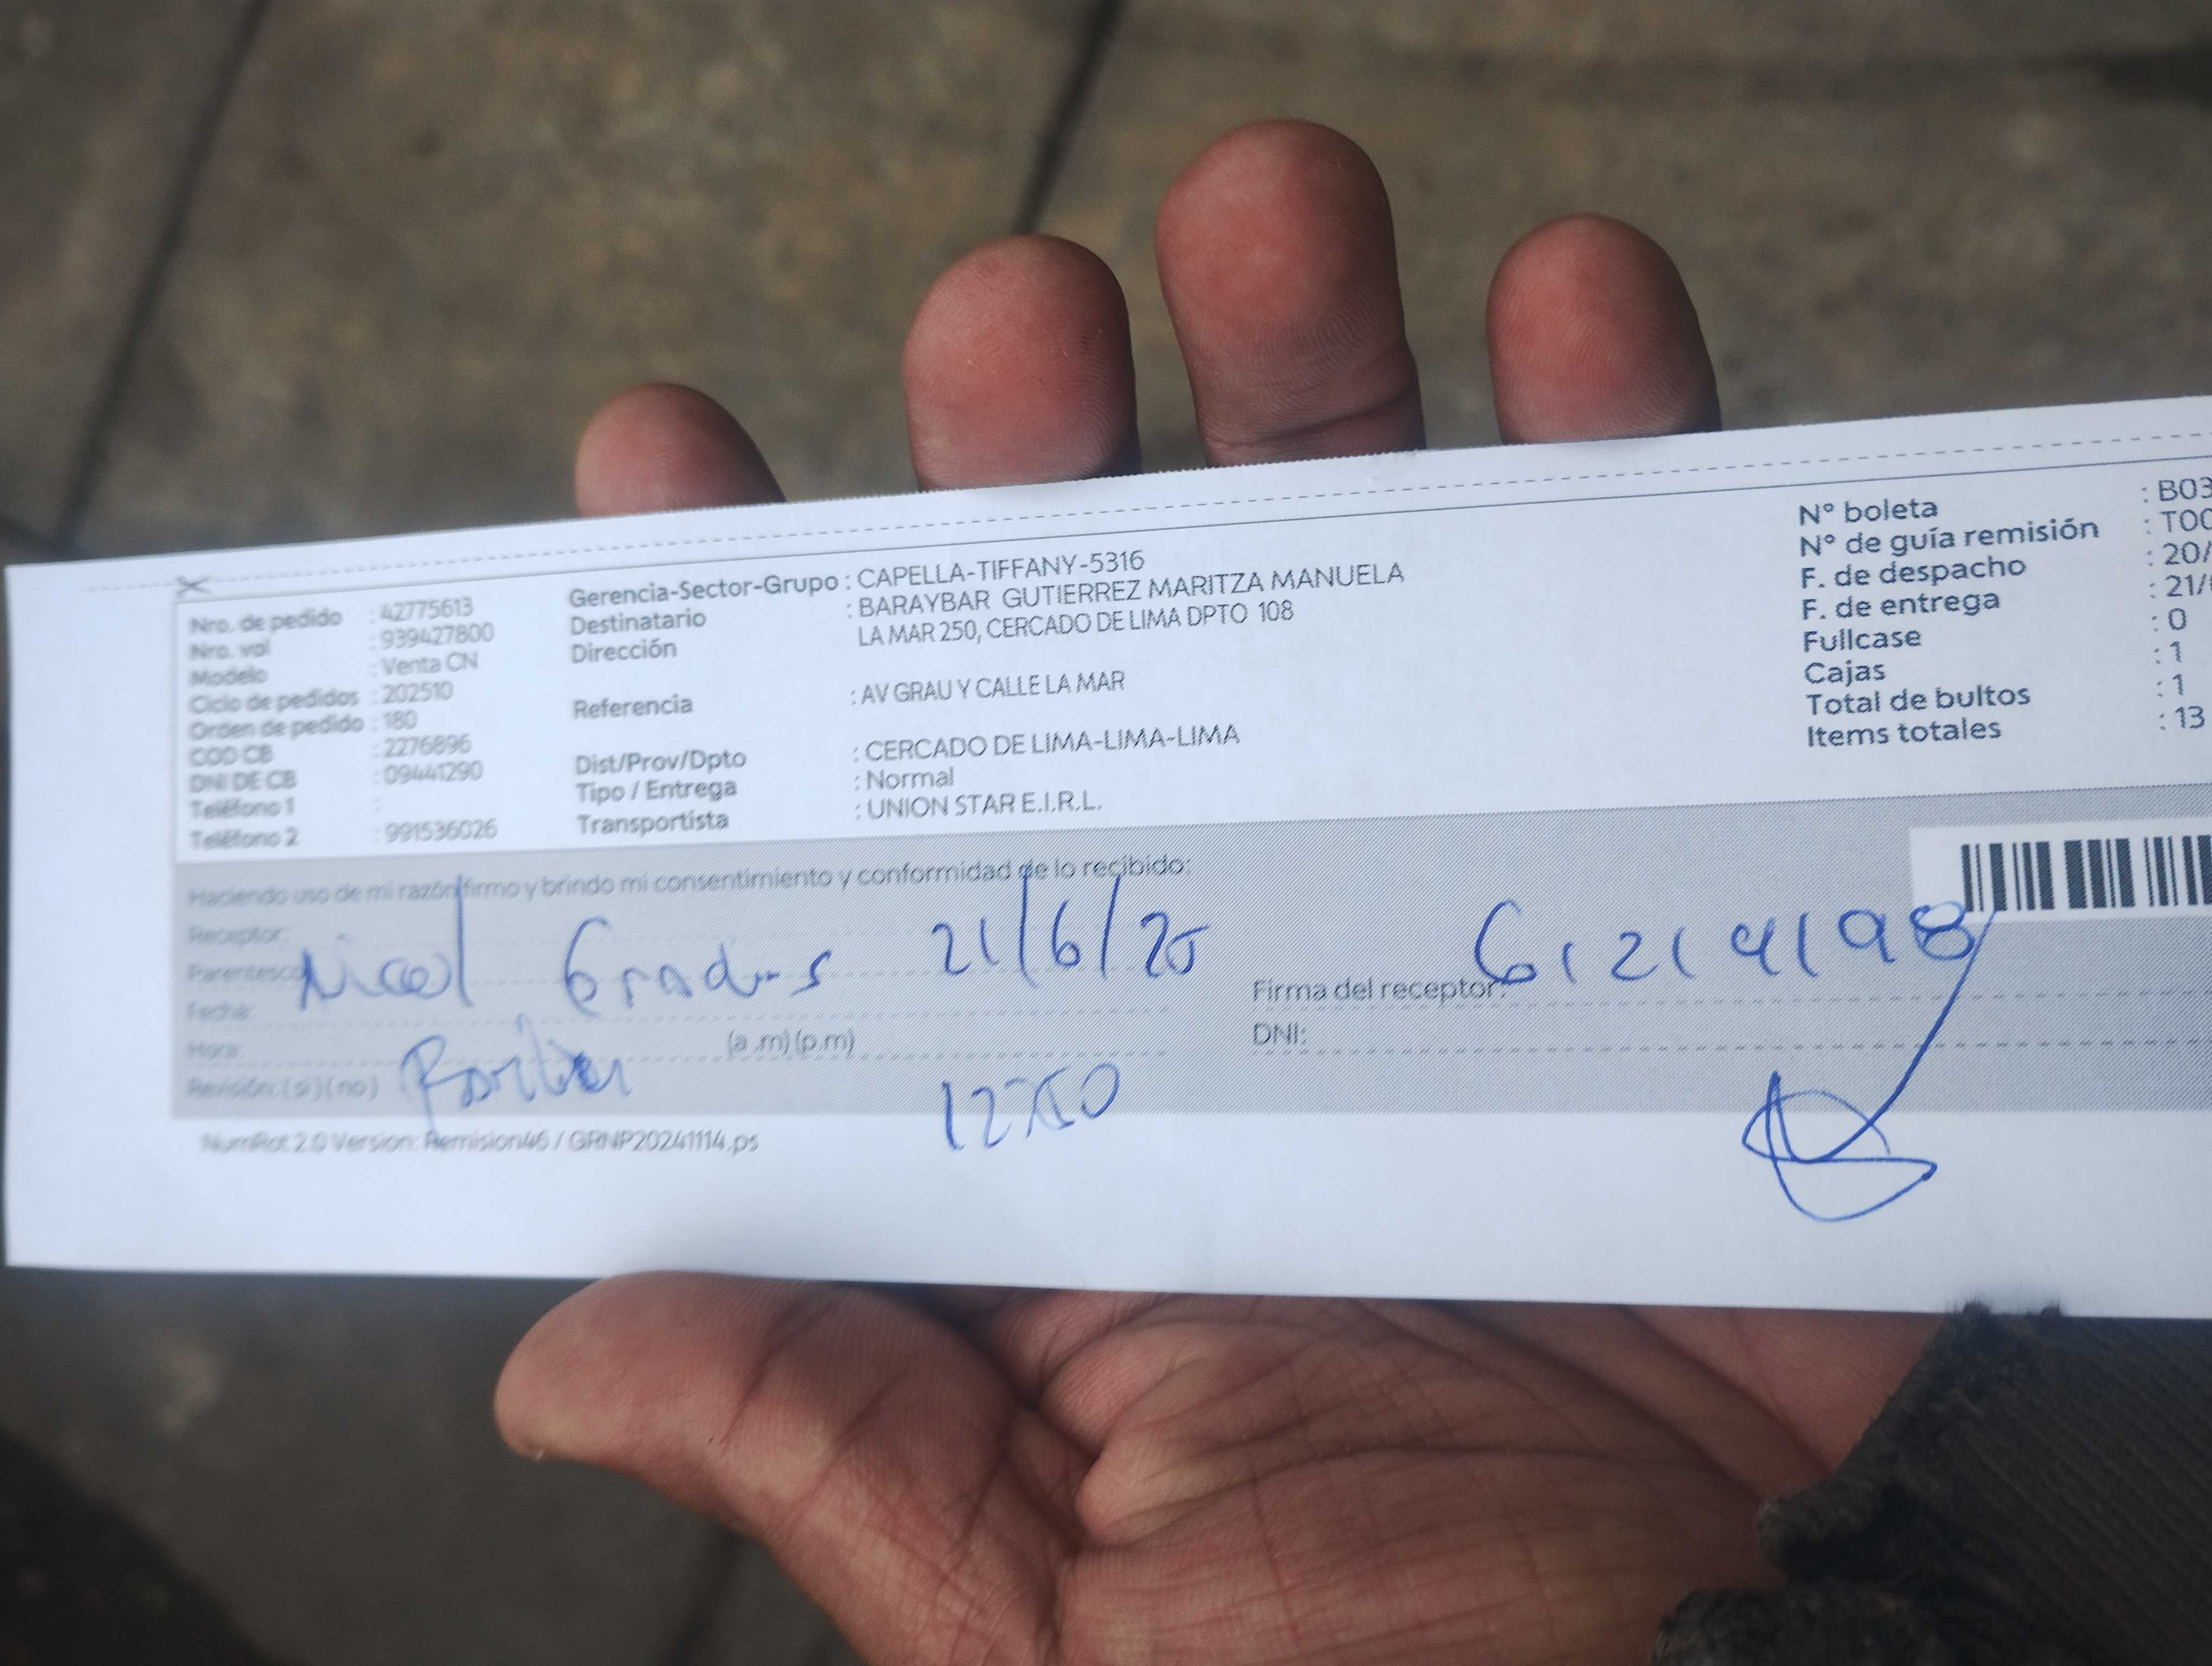 Nro. de pedido : 42775613
Nro. vol : 939427800
Modelo : Venta CN
Ciclo de pedidos : 202510
Orden de pedido : 180
COD CB : 2276896
DNI DE CB : 09441290
Teléfono 1 :
Teléfono 2 : 991536026
Gerencia-Sector-Grupo : CAPELLA-TIFFANY-5316
Destinatario : BARAYBAR GUTIERREZ MARITZA MANUELA
Dirección LA MAR 250, CERCADO DE LIMA DPTO 108
Referencia : AV GRAU Y CALLE LA MAR
Dist/Prov/Dpto : CERCADO DE LIMA-LIMA-LIMA
Tipo / Entrega : Normal
Transportista : UNION STAR E.I.R.L.
N° boleta : B03
N° de guía remisión : T00
F. de despacho : 20/
F. de entrega : 21/
Fullcase : 0
Cajas : 1
Total de bultos : 1
Items totales : 13
Haciendo uso de mi razón firmo y brindo mi consentimiento y conformidad de lo recibido:
Receptor:
Parentesco
Nicol 21/6/25
Fecha:
Hora: (a.m)(p.m)
Revisión: (si)(no)
Firma del receptor:
DNI:
NumRot 2.0 Version: Remision46 / GRNP20241114.ps